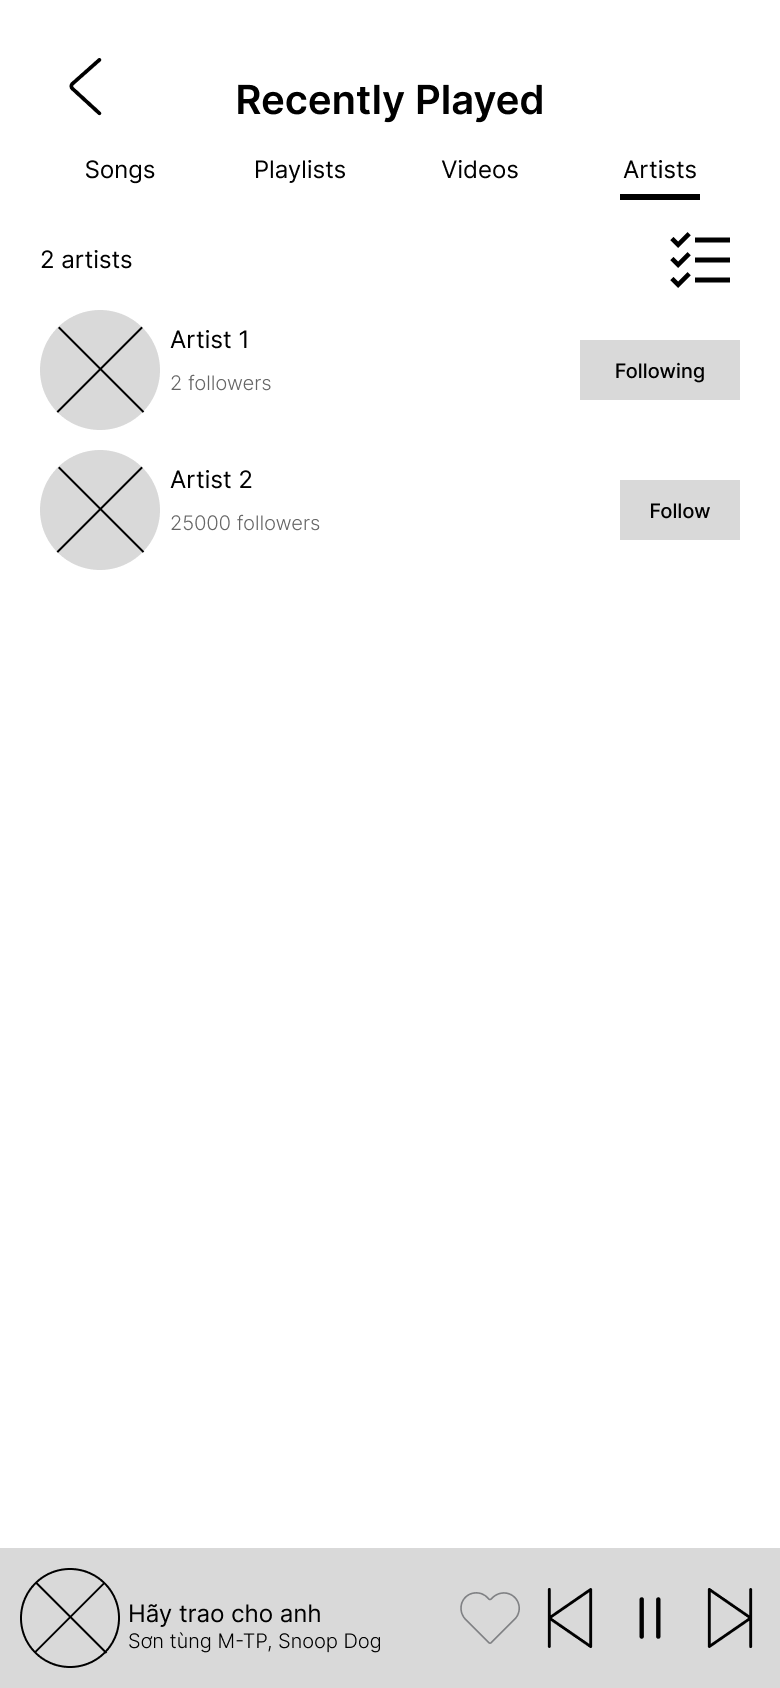 Recently Played
Songs Playlists Videos Artists
2 artists
Artist 1
2 followers
Following
Artist 2
25000 followers
Follow
Hãy trao cho anh
Sơn tùng M-TP, Snoop Dog